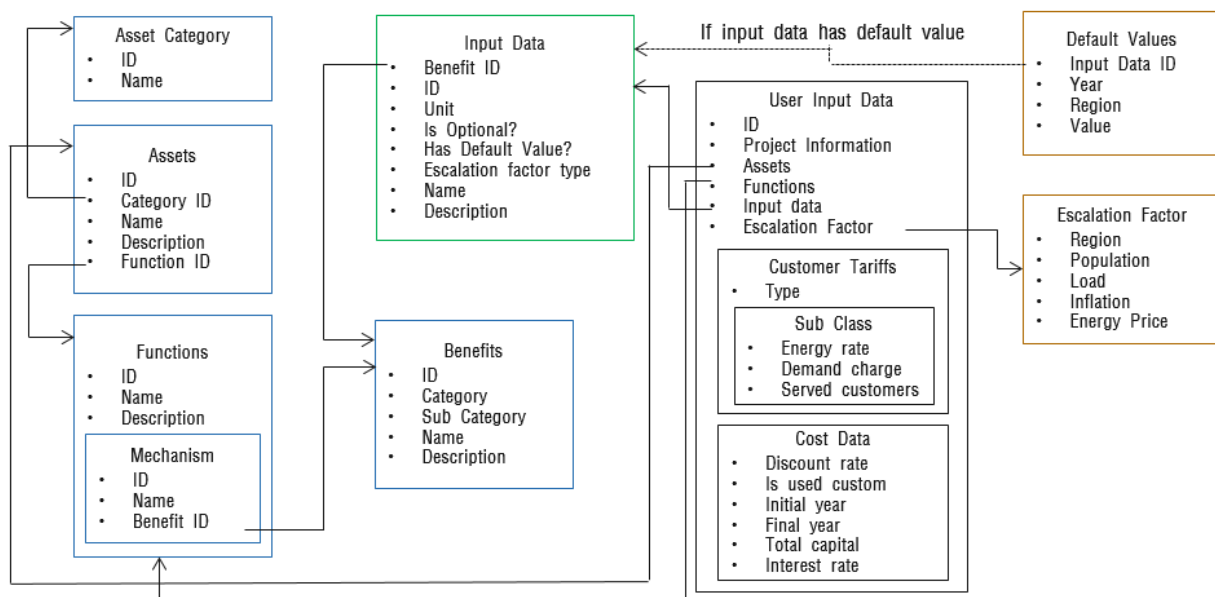 Asset Category
• ID
• Name
Assets
• ID
• Category ID
• Name
• Description
• Function ID
Functions
• ID
• Name
• Description
Mechanism
• ID
• Name
• Benefit ID
Input Data
• Benefit ID
• ID
• Unit
• Is Optional?
• Has Default Value?
• Escalation factor type
• Name
• Description
Benefits
• ID
• Category
• Sub Category
• Name
• Description
If input data has default value
User Input Data
• ID
• Project Information
• Assets
• Functions
• Input data
• Escalation Factor
Customer Tariffs
• Type
Sub Class
• Energy rate
• Demand charge
• Served customers
Cost Data
• Discount rate
• Is used custom
• Initial year
• Final year
• Total capital
• Interest rate
Default Values
• Input Data ID
• Year
• Region
• Value
Escalation Factor
• Region
• Population
• Load
• Inflation
• Energy Price